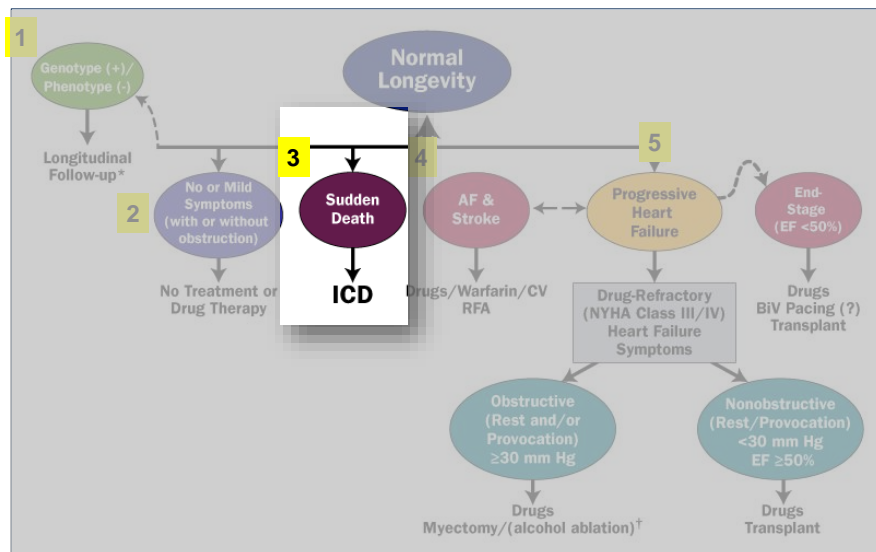 1
Genotype (+)/
Phenotype (-)
Longitudinal
Follow-up*
Normal
Longevity
2
No or Mild
Symptoms
(with or without
obstruction)
No Treatment or
Drug Therapy
3
Sudden
Death
ICD
4
AF &
Stroke
Drugs/Warfarin/CV
RFA
5
Progressive
Heart
Failure
End-
Stage
(EF <50%)
Drugs
BiV Pacing (?)
Transplant
Drug-Refractory
(NYHA Class III/IV)
Heart Failure
Symptoms
Obstructive
(Rest and/or
Provocation)
≥30 mm Hg
Drugs
Myectomy/(alcohol ablation)†
Nonobstructive
(Rest/Provocation)
<30 mm Hg
EF ≥50%
Drugs
Transplant